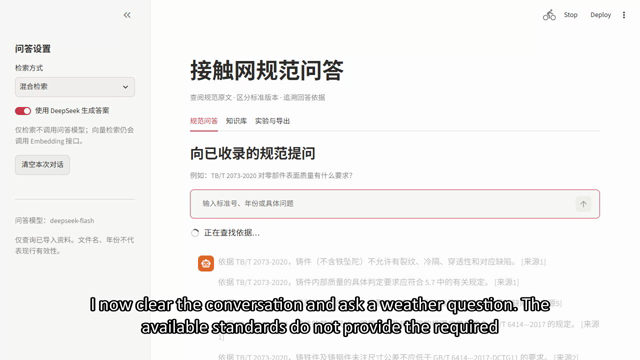 Stop
Deploy
问答设置
检索方式
混合检索
使用 DeepSeek 生成答案
仅检索不调用问答模型；向量检索仍会
调用 Embedding 接口。
清空本次对话
问答模型：deepseek-flash
仅查询已导入资料。文件名、年份不代
表现行有效性。
接触网规范问答
查阅规范原文 · 区分标准版本 · 追溯回答依据
规范问答
知识库
实验与导出
向已收录的规范提问
例如：TB/T 2073-2020 对零部件表面质量有什么要求？
输入标准号、年份或具体问题
正在查找依据...
依据 TB/T 2073-2020，铸件（不含铁坠砣）不允许有裂纹、冷隔、穿透性和对应缺陷。 [来源1]
依据 TB/T 2073-2020，铸件内部质量的具体判定要求应符合 5.7 中的有关规定。 [来源1]
I now clear the conversation and ask a weather question. The
available standards do not provide the required
6414—2017 的规定。 [来源